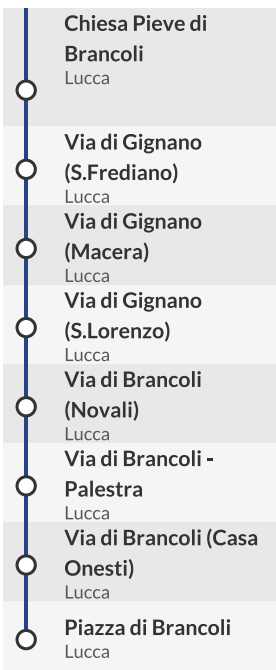 Chiesa Pieve di
Brancoli
Lucca
Via di Gignano
(S.Frediano)
Lucca
Via di Gignano
(Macera)
Lucca
Via di Gignano
(S.Lorenzo)
Lucca
Via di Brancoli
(Novali)
Lucca
Via di Brancoli -
Palestra
Lucca
Via di Brancoli (Casa
Onesti)
Lucca
Piazza di Brancoli
Lucca